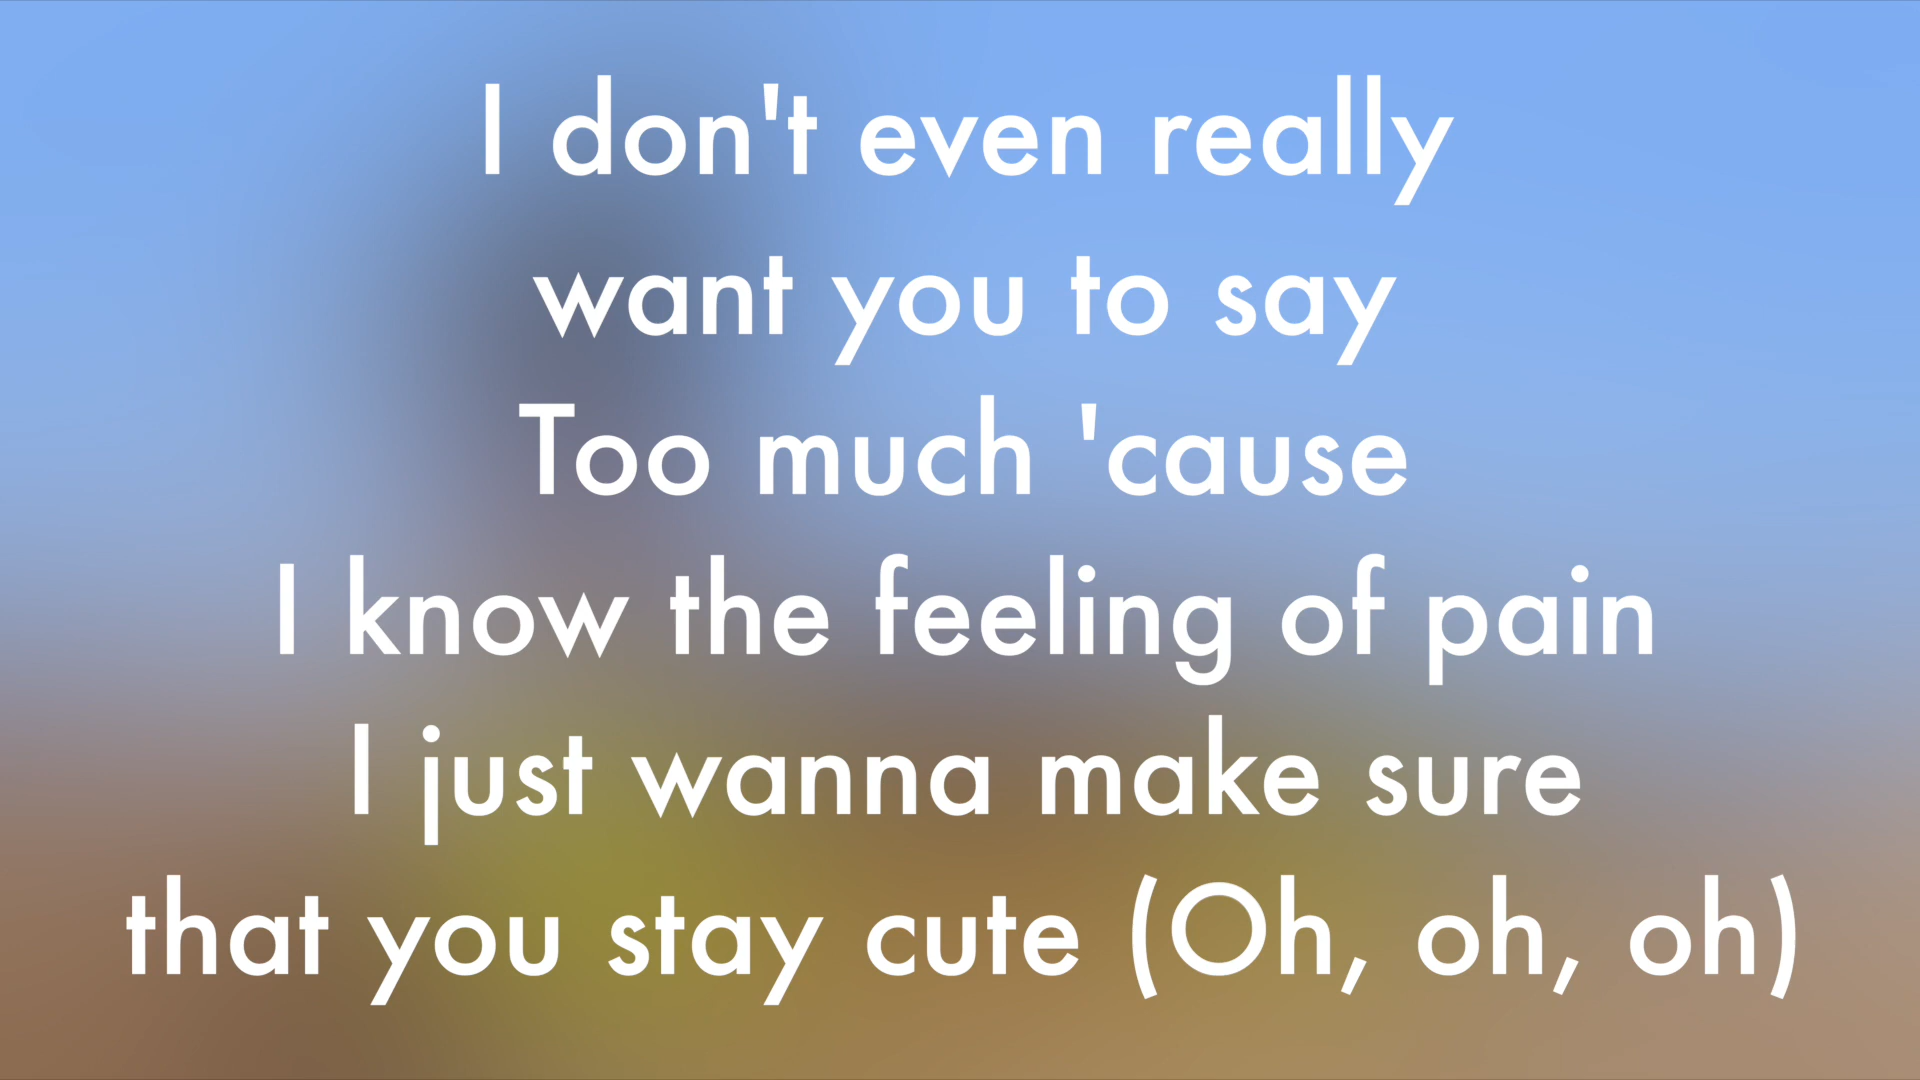 I don't even really
want you to say
Too much 'cause
I know the feeling of pain
I just wanna make sure
that you stay cute (Oh, oh, oh)